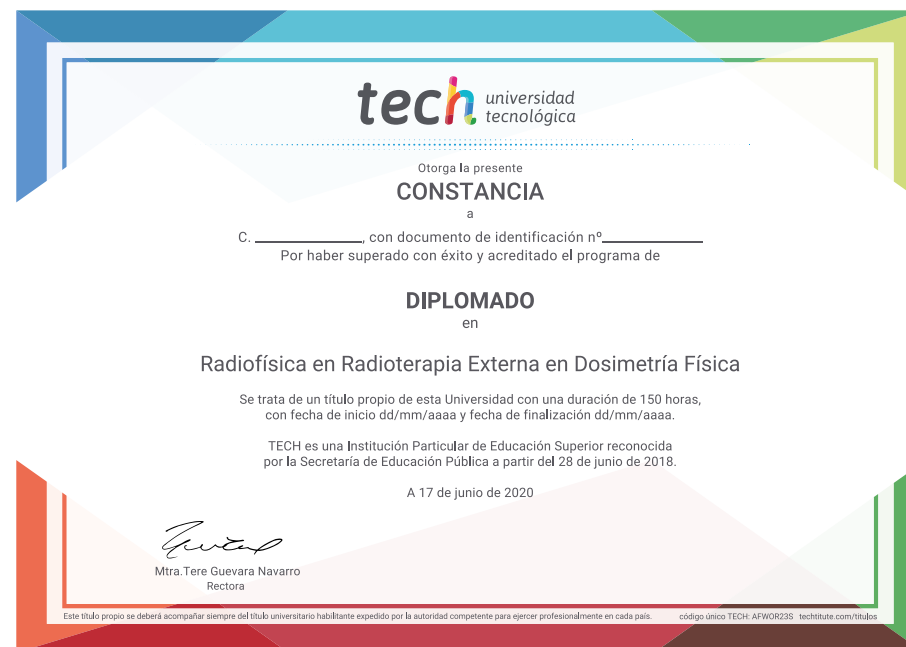 tech universidad
tecnológica
Otorga la presente
CONSTANCIA
a
C. ____________, con documento de identificación nº____________
Por haber superado con éxito y acreditado el programa de
DIPLOMADO
en
Radiofísica en Radioterapia Externa en Dosimetría Física
Se trata de un título propio de esta Universidad con una duración de 150 horas,
con fecha de inicio dd/mm/aaaa y fecha de finalización dd/mm/aaaa.
TECH es una Institución Particular de Educación Superior reconocida
por la Secretaría de Educación Pública a partir del 28 de junio de 2018.
A 17 de junio de 2020
Mtra.Tere Guevara Navarro
Rectora
Este título propio se deberá acompañar siempre del título universitario habilitante expedido por la autoridad competente para ejercer profesionalmente en cada país. código único TECH: AFWOR23S techtitute.com/titulos